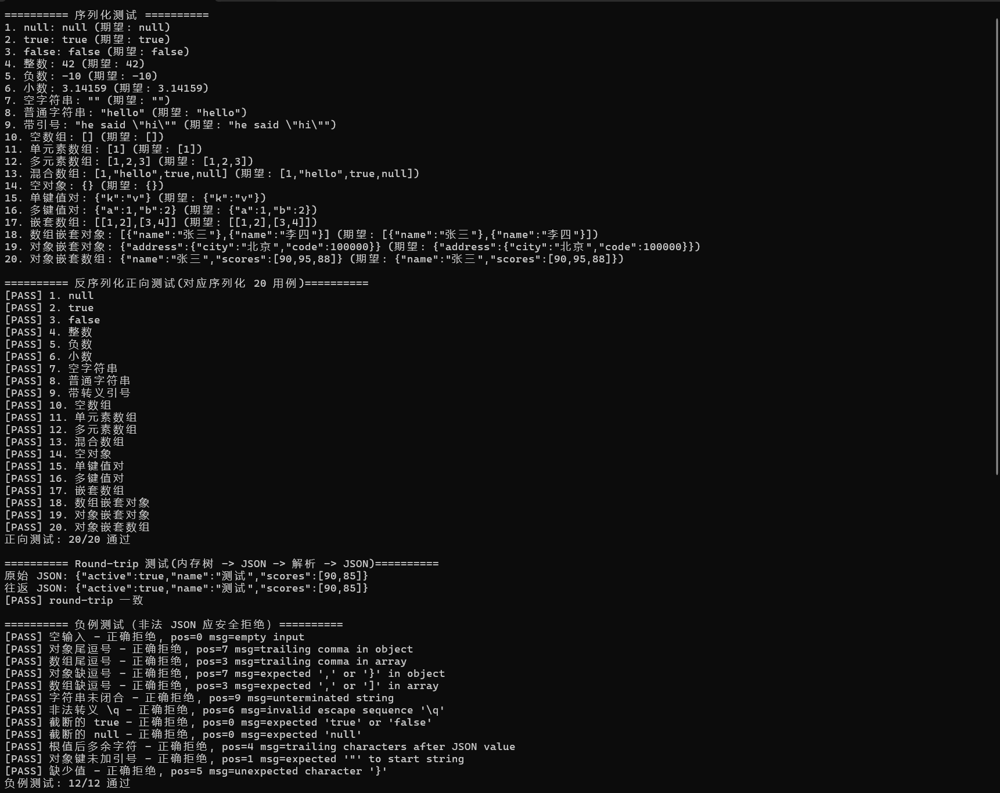 ========== 序列化测试 ==========
1. null: null (期望: null)
2. true: true (期望: true)
3. false: false (期望: false)
4. 整数: 42 (期望: 42)
5. 负数: -10 (期望: -10)
6. 小数: 3.14159 (期望: 3.14159)
7. 空字符串: "" (期望: "")
8. 普通字符串: "hello" (期望: "hello")
9. 带引号: "he said \"hi\"" (期望: "he said \"hi\"")
10. 空数组: [] (期望: [])
11. 单元素数组: [1] (期望: [1])
12. 多元素数组: [1,2,3] (期望: [1,2,3])
13. 混合数组: [1,"hello",true,null] (期望: [1,"hello",true,null])
14. 空对象: {} (期望: {})
15. 单键值对: {"k":"v"} (期望: {"k":"v"})
16. 多键值对: {"a":1,"b":2} (期望: {"a":1,"b":2})
17. 嵌套数组: [[1,2],[3,4]] (期望: [[1,2],[3,4]])
18. 数组嵌套对象: [{"name":"张三"},{"name":"李四"}] (期望: [{"name":"张三"},{"name":"李四"}])
19. 对象嵌套对象: {"address":{"city":"北京","code":100000}} (期望: {"address":{"city":"北京","code":100000}})
20. 对象嵌套数组: {"name":"张三","scores":[90,95,88]} (期望: {"name":"张三","scores":[90,95,88]})
========== 反序列化正向测试(对应序列化 20 用例)==========
[PASS] 1. null
[PASS] 2. true
[PASS] 3. false
[PASS] 4. 整数
[PASS] 5. 负数
[PASS] 6. 小数
[PASS] 7. 空字符串
[PASS] 8. 普通字符串
[PASS] 9. 带转义引号
[PASS] 10. 空数组
[PASS] 11. 单元素数组
[PASS] 12. 多元素数组
[PASS] 13. 混合数组
[PASS] 14. 空对象
[PASS] 15. 单键值对
[PASS] 16. 多键值对
[PASS] 17. 嵌套数组
[PASS] 18. 数组嵌套对象
[PASS] 19. 对象嵌套对象
[PASS] 20. 对象嵌套数组
正向测试: 20/20 通过
========== Round-trip 测试(内存树 -> JSON -> 解析 -> JSON)==========
原始 JSON: {"active":true,"name":"测试","scores":[90,85]}
往返 JSON: {"active":true,"name":"测试","scores":[90,85]}
[PASS] round-trip 一致
========== 负例测试 (非法 JSON 应安全拒绝) ==========
[PASS] 空输入 - 正确拒绝, pos=0 msg=empty input
[PASS] 对象尾逗号 - 正确拒绝, pos=7 msg=trailing comma in object
[PASS] 数组尾逗号 - 正确拒绝, pos=3 msg=trailing comma in array
[PASS] 对象缺逗号 - 正确拒绝, pos=7 msg=expected ',' or '}' in object
[PASS] 数组缺逗号 - 正确拒绝, pos=3 msg=expected ',' or ']' in array
[PASS] 字符串未闭合 - 正确拒绝, pos=9 msg=unterminated string
[PASS] 非法转义 \q - 正确拒绝, pos=6 msg=invalid escape sequence '\q'
[PASS] 截断的 true - 正确拒绝, pos=0 msg=expected 'true' or 'false'
[PASS] 截断的 null - 正确拒绝, pos=0 msg=expected 'null'
[PASS] 根值后多余字符 - 正确拒绝, pos=4 msg=trailing characters after JSON value
[PASS] 对象键未加引号 - 正确拒绝, pos=1 msg=expected '"' to start string
[PASS] 缺少值 - 正确拒绝, pos=5 msg=unexpected character '}'
负例测试: 12/12 通过